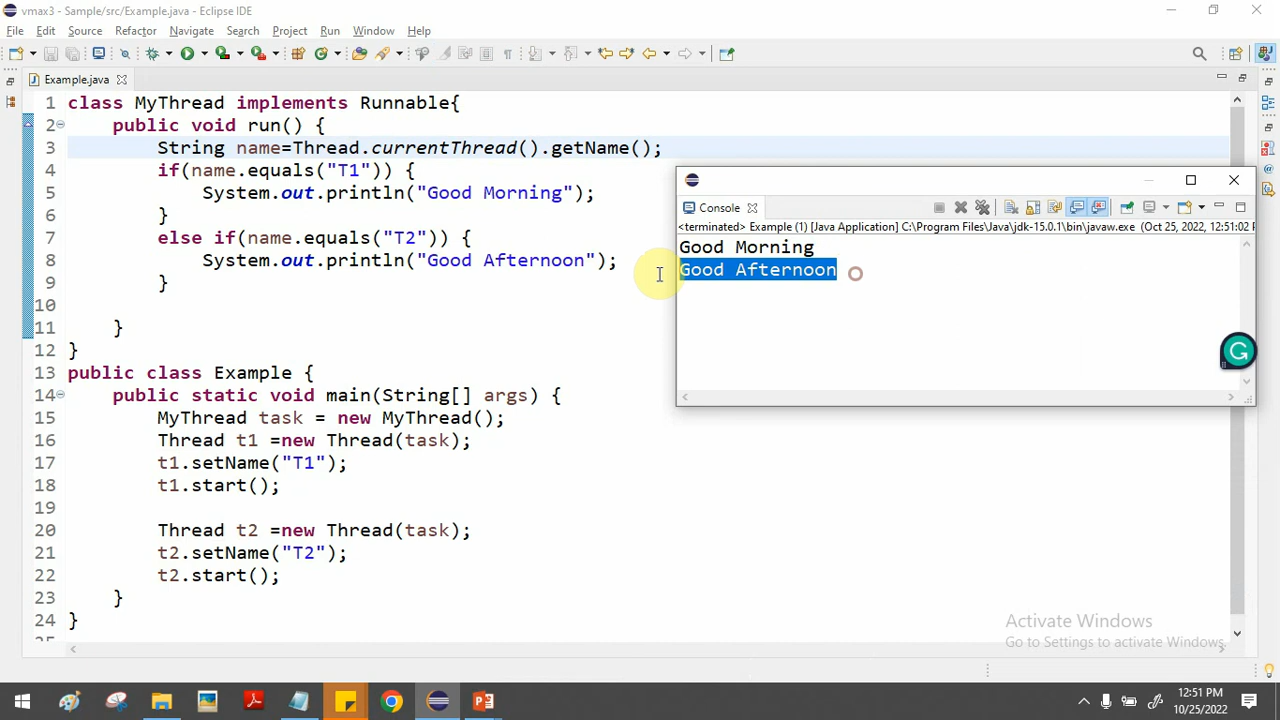 vmax3 - Sample/src/Example.java - Eclipse IDE
File Edit Source Refactor Navigate Search Project Run Window Help
Example.java
1 class MyThread implements Runnable{
2 public void run() {
3 String name=Thread.currentThread().getName();
4 if(name.equals("T1")) {
5 System.out.println("Good Morning");
6 }
7 else if(name.equals("T2")) {
8 System.out.println("Good Afternoon");
9 }
10
11 }
12 }
13 public class Example {
14 public static void main(String[] args) {
15 MyThread task = new MyThread();
16 Thread t1 =new Thread(task);
17 t1.setName("T1");
18 t1.start();
19
20 Thread t2 =new Thread(task);
21 t2.setName("T2");
22 t2.start();
23 }
24 }
25
Console
<terminated> Example (1) [Java Application] C:\Program Files\Java\jdk-15.0.1\bin\javaw.exe (Oct 25, 2022, 12:51:02 P
Good Morning
Good Afternoon
Activate Windows
Go to Settings to activate Windows.
12:51 PM
10/25/2022